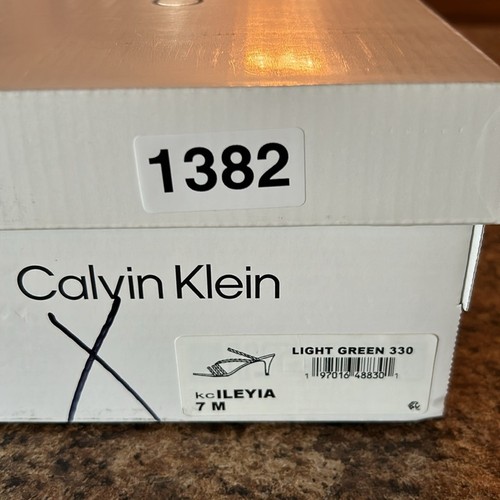 1382
Calvin Klein
LIGHT GREEN 330
1 97016 48830 1
kcILEYIA
7 M